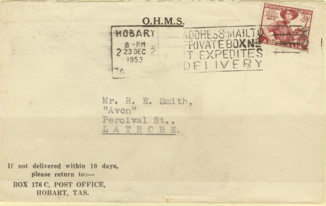 O.H.M.S.
HOBART
8-PM
23 DEC
1953
ADDRESS MAIL TO
PRIVATE BOX NO
IT EXPEDITES
DELIVERY
Mr. R. E. Smith,
"Avon"
Percival St.,
LATROBE.
If not delivered within 10 days,
please return to:—
BOX 176C, POST OFFICE,
HOBART, TAS.